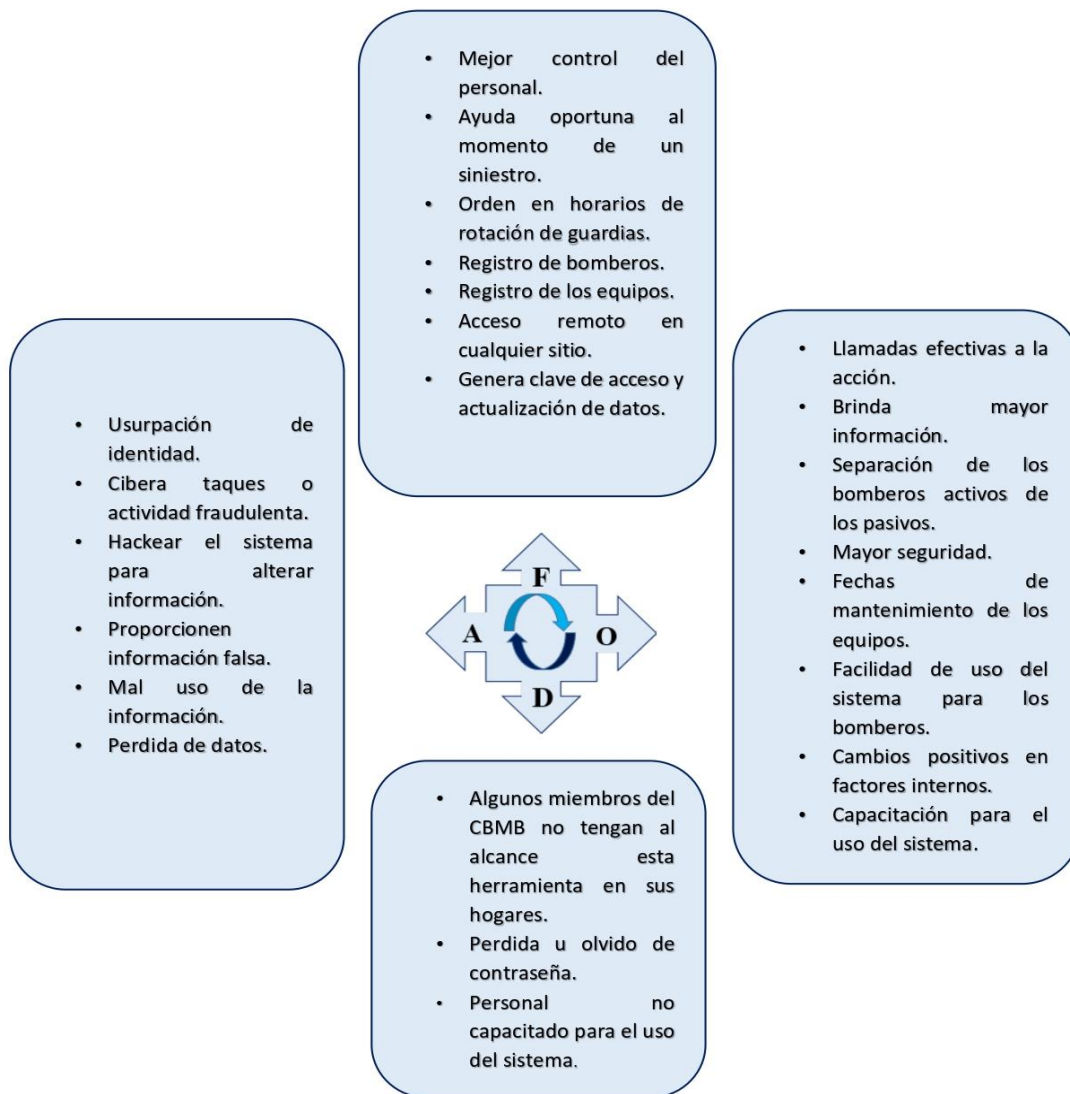 • Mejor control del
personal.
• Ayuda oportuna al
momento de un
siniestro.
• Orden en horarios de
rotación de guardias.
• Registro de bomberos.
• Registro de los equipos.
• Acceso remoto en
cualquier sitio.
• Genera clave de acceso y
actualización de datos.
• Usurpación de
identidad.
• Cibera taques o
actividad fraudulenta.
• Hackear el sistema
para alterar
información.
• Proporcionen
información falsa.
• Mal uso de la
información.
• Perdida de datos.
F
A
O
D
• Llamadas efectivas a la
acción.
• Brinda mayor
información.
• Separación de los
bomberos activos de
los pasivos.
• Mayor seguridad.
• Fechas de
mantenimiento de los
equipos.
• Facilidad de uso del
sistema para los
bomberos.
• Cambios positivos en
factores internos.
• Capacitación para el
uso del sistema.
• Algunos miembros del
CBMB no tengan al
alcance esta
herramienta en sus
hogares.
• Perdida u olvido de
contraseña.
• Personal no
capacitado para el uso
del sistema.